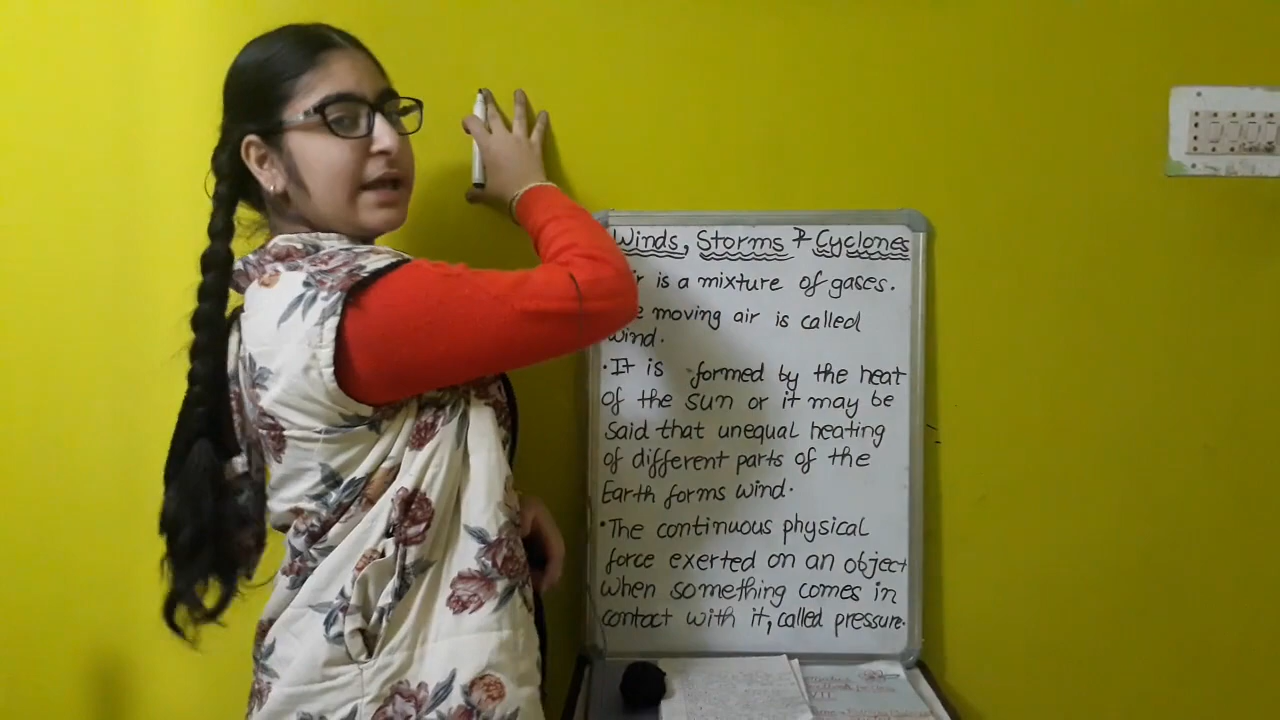 Winds, Storms & Cyclones
is a mixture of gases.
moving air is called
wind.
• It is formed by the heat
of the sun or it may be
said that unequal heating
of different parts of the
Earth forms wind.
• The continuous physical
force exerted on an object
when something comes in
contact with it, called pressure.